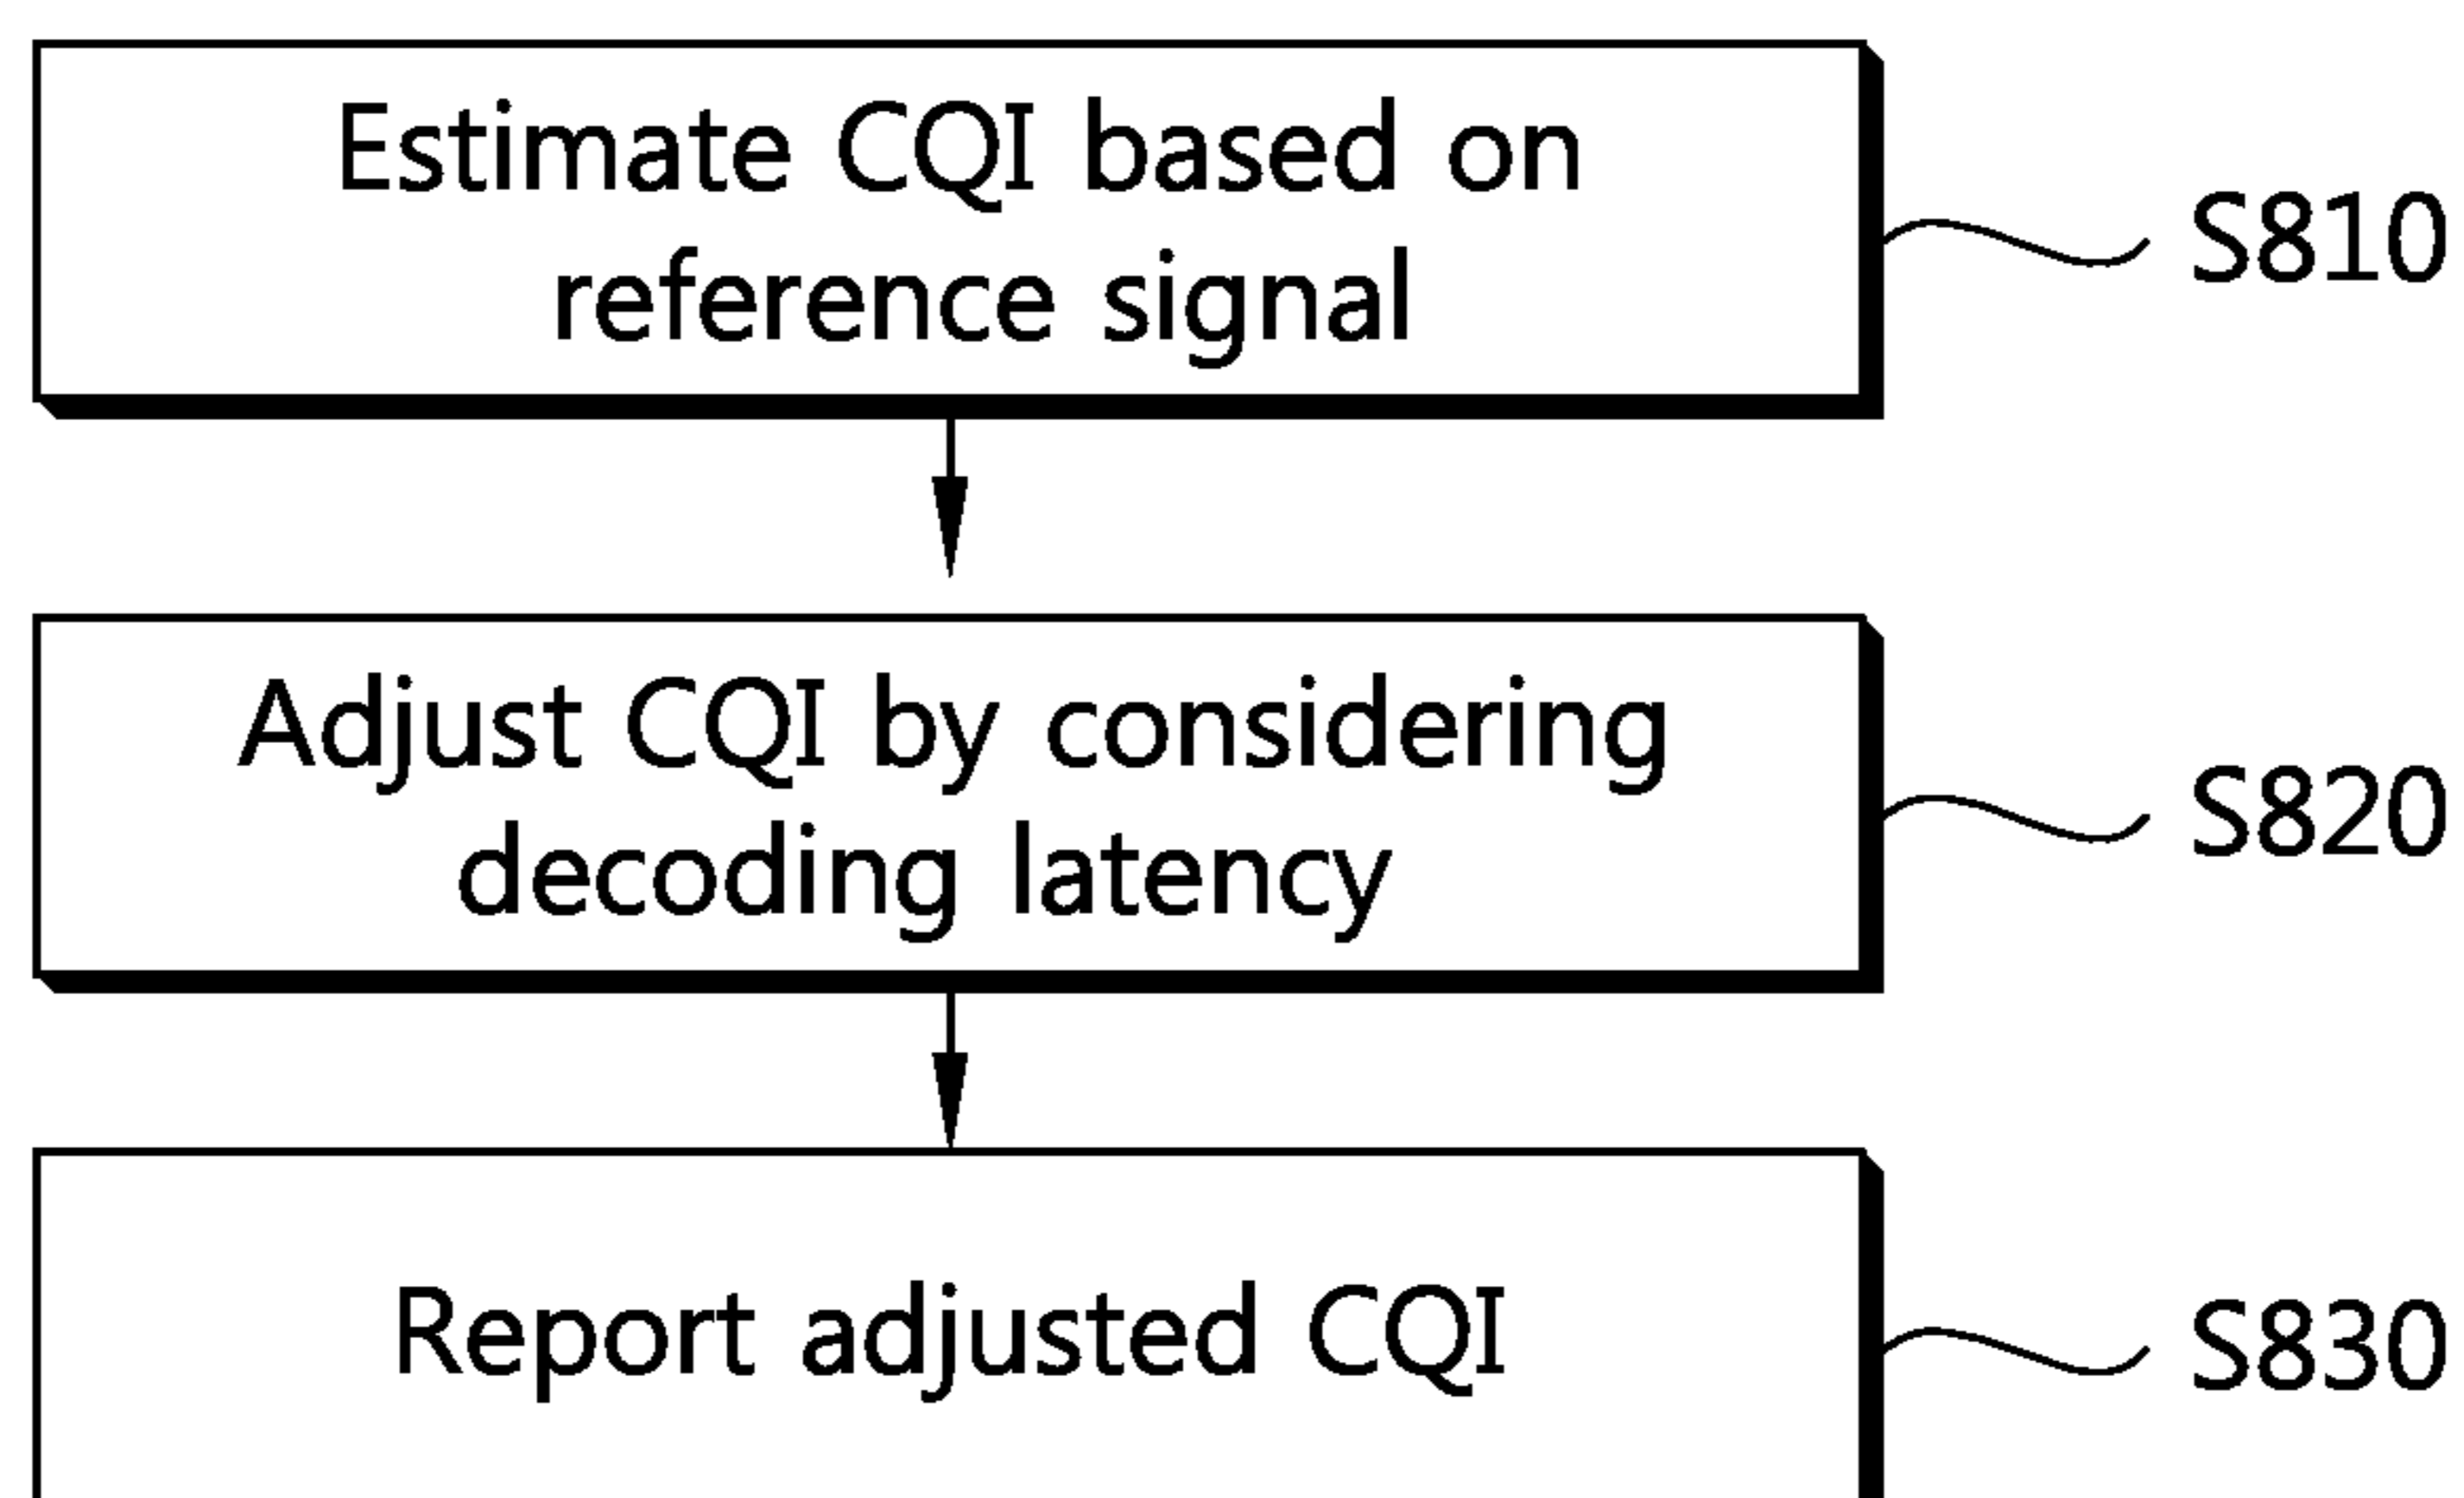 Estimate CQI based on
reference signal
S810
Adjust CQI by considering
decoding latency
S820
Report adjusted CQI
S830